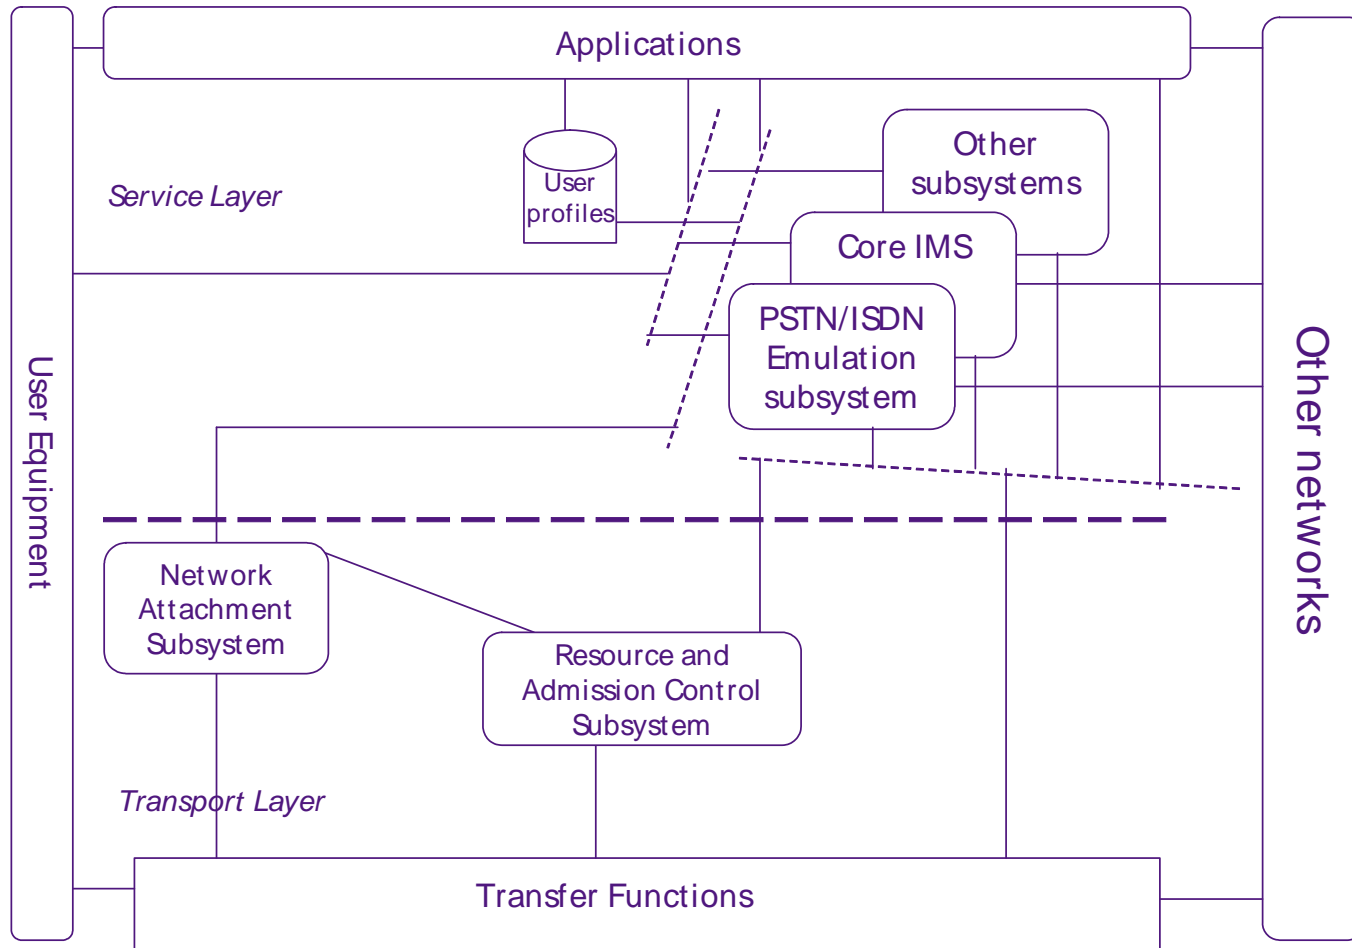 Applications
Other
subsystems
Service Layer
User
profiles
Core IMS
PSTN/ISDN
Emulation
subsystem
User Equipment
Other networks
Network
Attachment
Subsystem
Resource and
Admission Control
Subsystem
Transport Layer
Transfer Functions